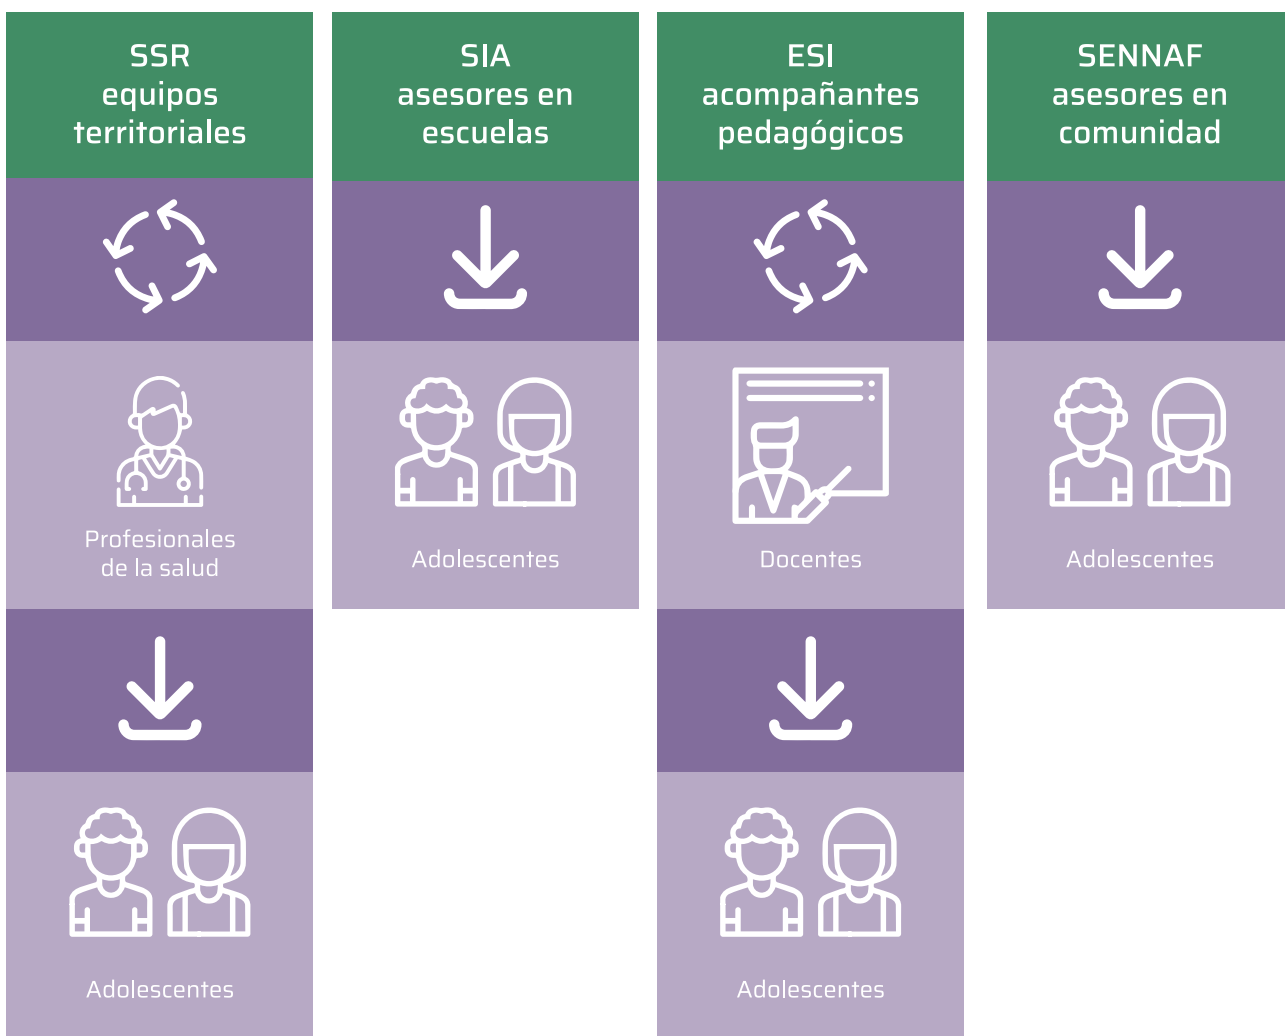 SSR
equipos
territoriales
SIA
asesores en
escuelas
ESI
acompañantes
pedagógicos
SENNAF
asesores en
comunidad
Profesionales
de la salud
Adolescentes
Docentes
Adolescentes
Adolescentes
Adolescentes